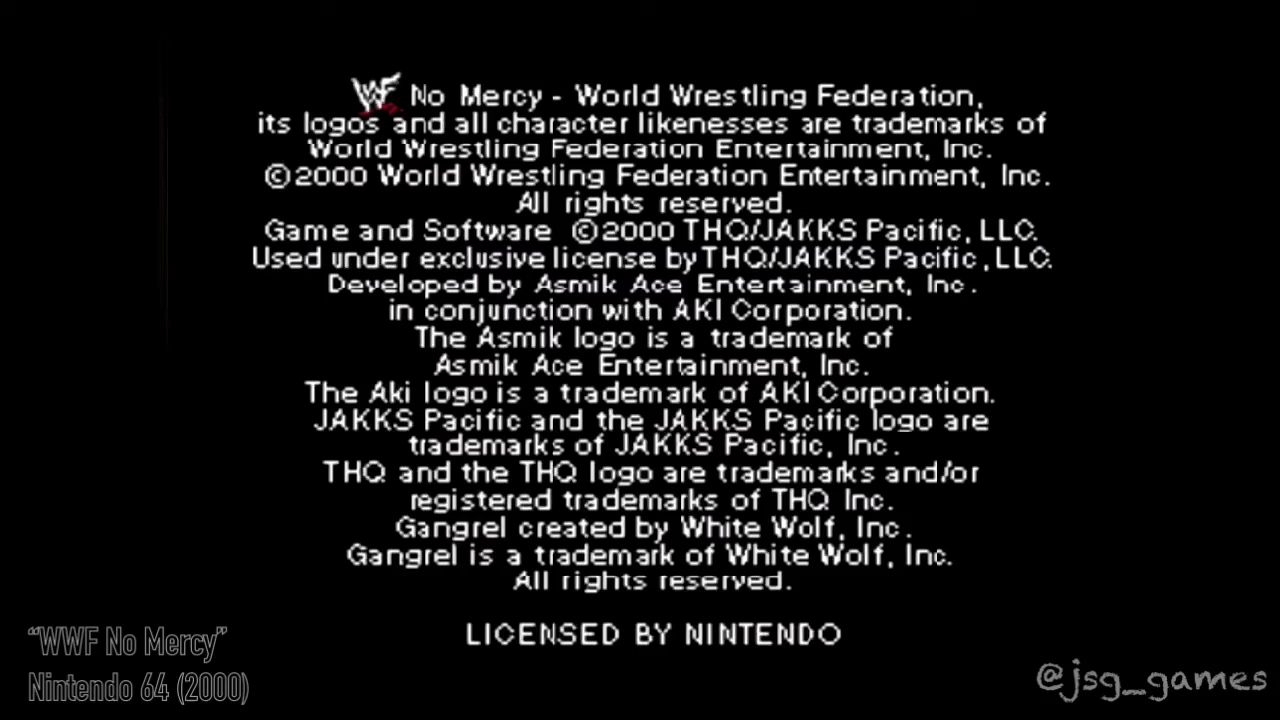 WF No Mercy - World Wrestling Federation,
its logos and all character likenesses are trademarks of
World Wrestling Federation Entertainment, Inc.
©2000 World Wrestling Federation Entertainment, Inc.
All rights reserved.
Game and Software ©2000 THQ/JAKKS Pacific, LLC.
Used under exclusive license by THQ/JAKKS Pacific, LLC.
Developed by Asmik Ace Entertainment, Inc.
in conjunction with AKI Corporation.
The Asmik logo is a trademark of
Asmik Ace Entertainment, Inc.
The Aki logo is a trademark of AKI Corporation.
JAKKS Pacific and the JAKKS Pacific logo are
trademarks of JAKKS Pacific, Inc.
THQ and the THQ logo are trademarks and/or
registered trademarks of THQ Inc.
Gangrel created by White Wolf, Inc.
Gangrel is a trademark of White Wolf, Inc.
All rights reserved.
LICENSED BY NINTENDO
“WWF No Mercy”
Nintendo 64 (2000)
@jsg_games